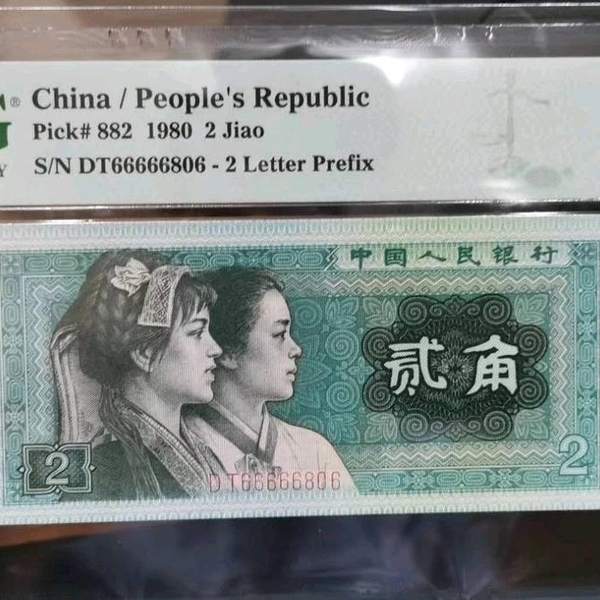 G®
China / People's Republic
Pick# 882 1980 2 Jiao
Y
S/N DT66666806 - 2 Letter Prefix
中国人民银行
贰角
2
2
DT66666806